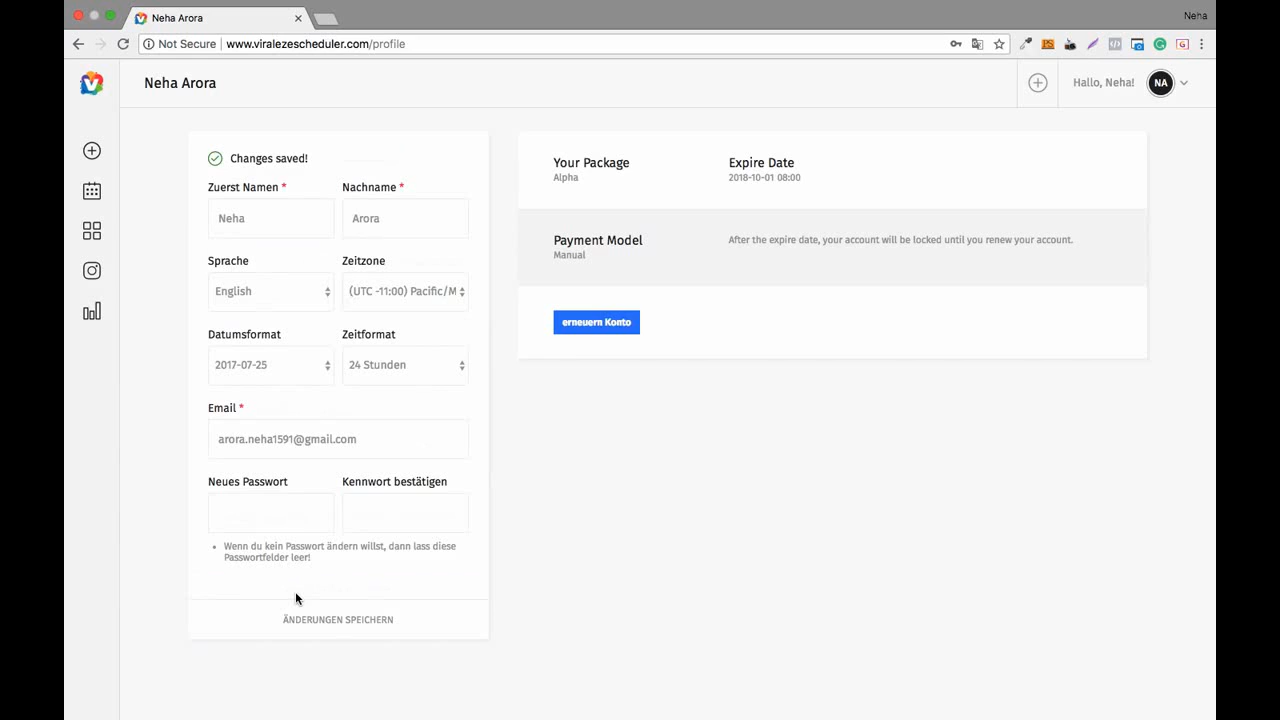 Neha Arora
Neha
Not Secure
www.viralezescheduler.com/profile
Neha Arora
Hallo, Neha!
NA
Changes saved!
Zuerst Namen *
Nachname *
Neha
Arora
Sprache
Zeitzone
English
(UTC -11:00) Pacific/M
Datumsformat
Zeitformat
2017-07-25
24 Stunden
Email *
arora.neha1591@gmail.com
Neues Passwort
Kennwort bestätigen
Wenn du kein Passwort ändern willst, dann lass diese
Passwortfelder leer!
ÄNDERUNGEN SPEICHERN
Your Package
Expire Date
Alpha
2018-10-01 08:00
Payment Model
After the expire date, your account will be locked until you renew your account.
Manual
erneuern Konto